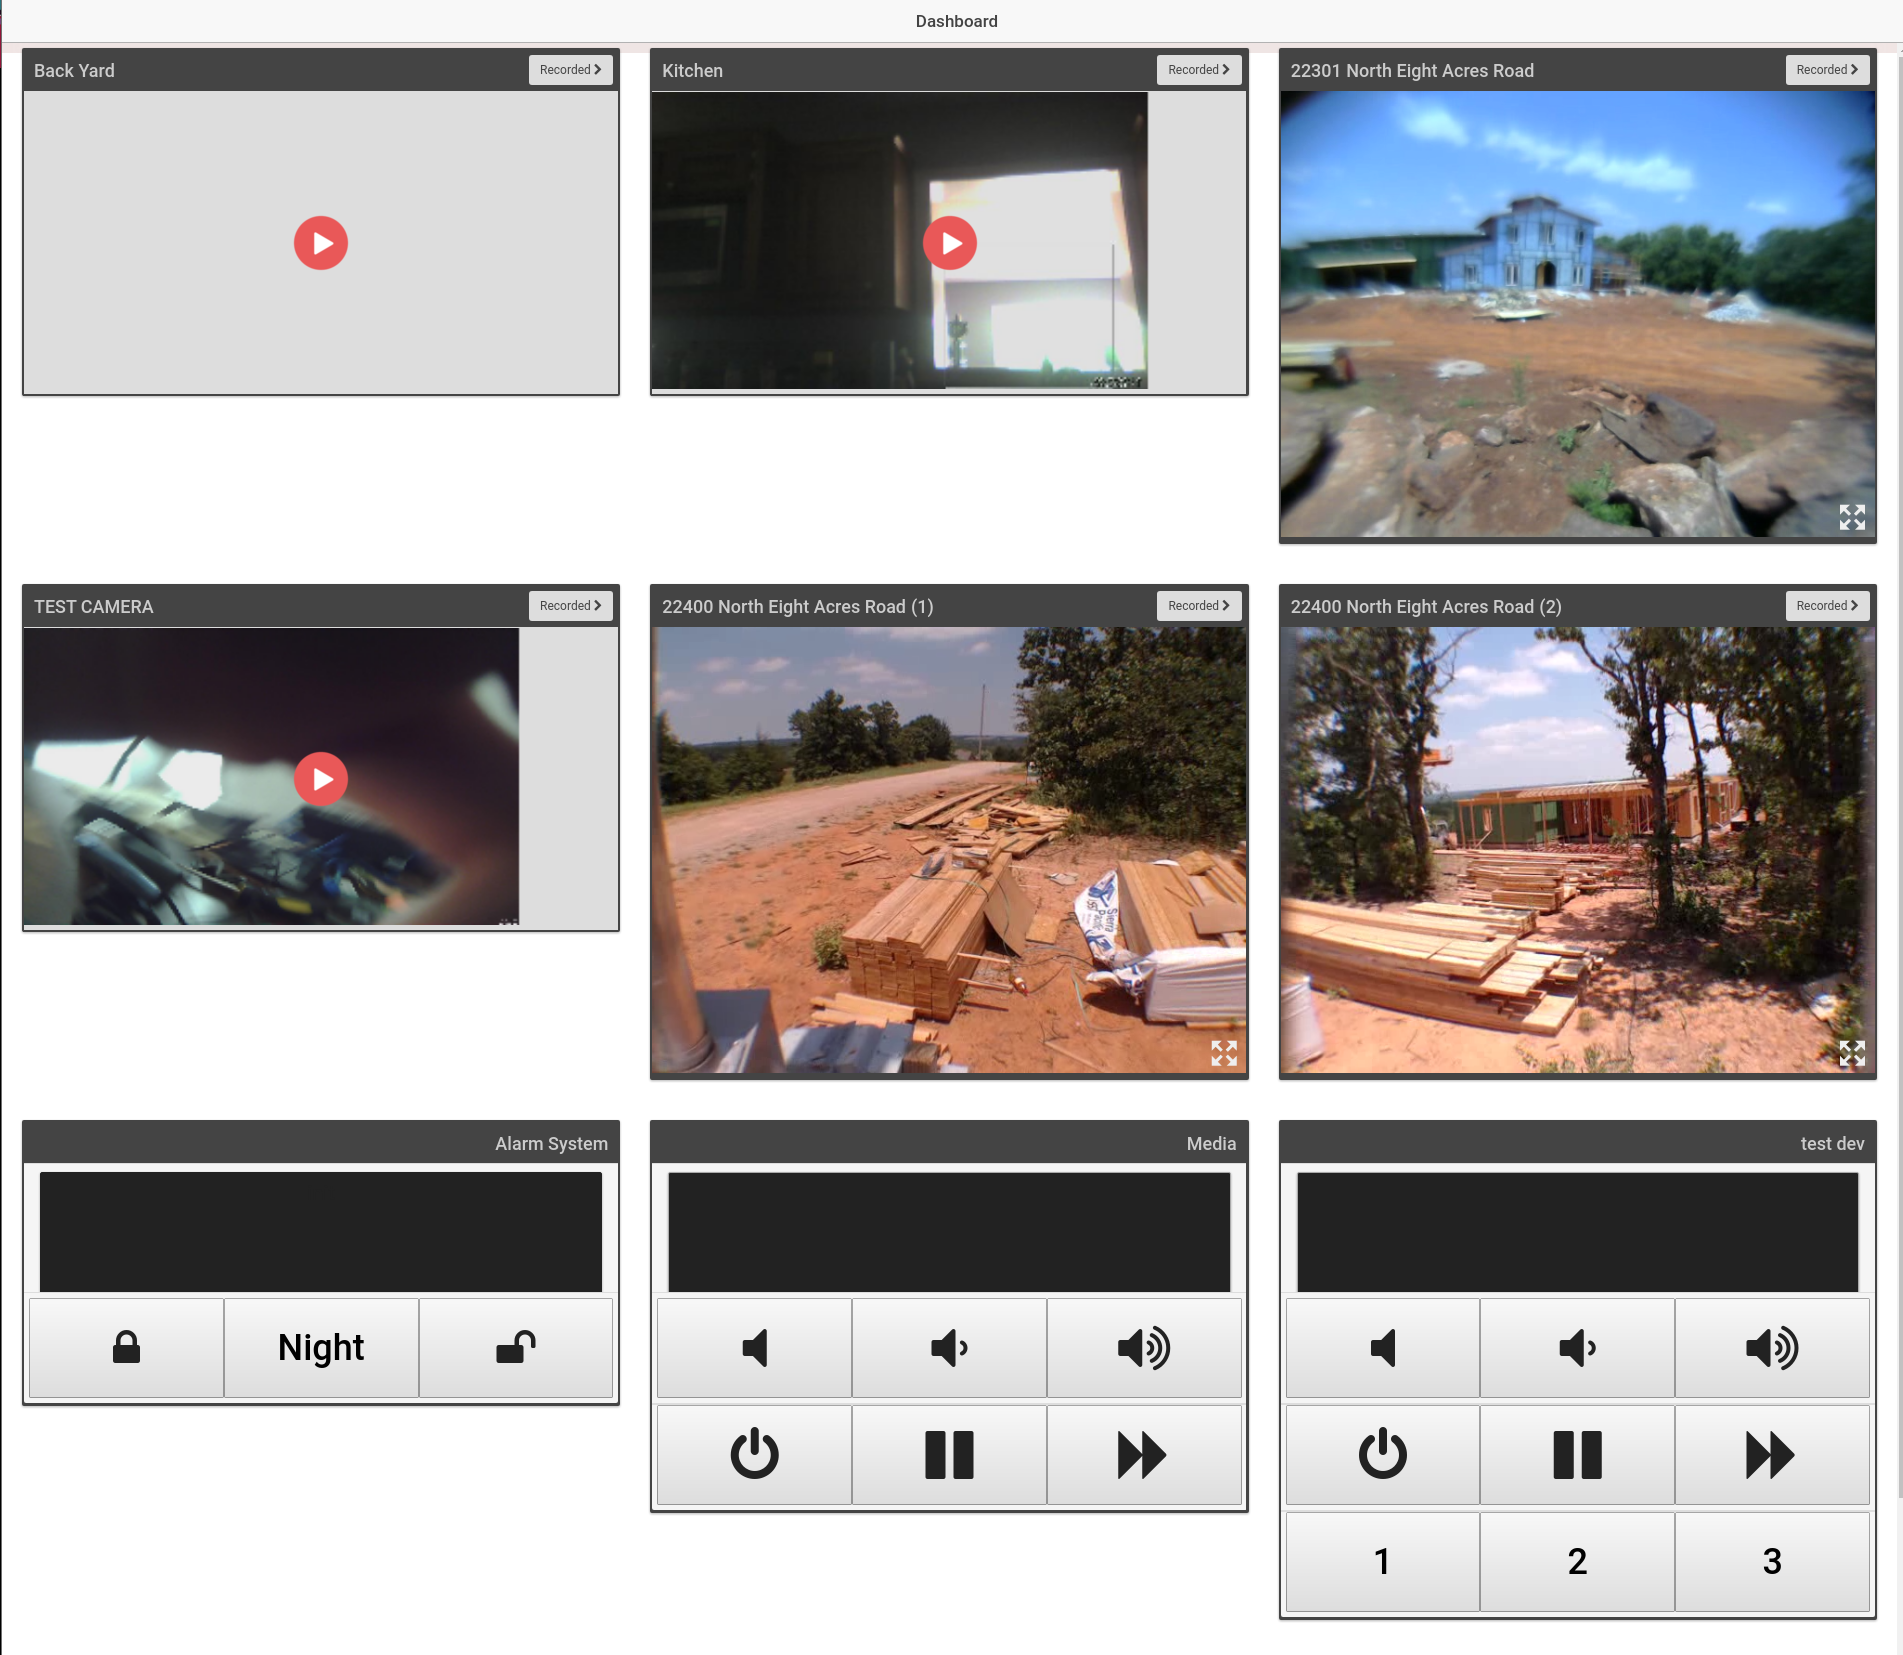 Dashboard
Back Yard
Recorded
Kitchen
Recorded
22301 North Eight Acres Road
Recorded
TEST CAMERA
Recorded
22400 North Eight Acres Road (1)
Recorded
22400 North Eight Acres Road (2)
Recorded
Sierra
Pacific
Alarm System
Media
test dev
Night
1
2
3